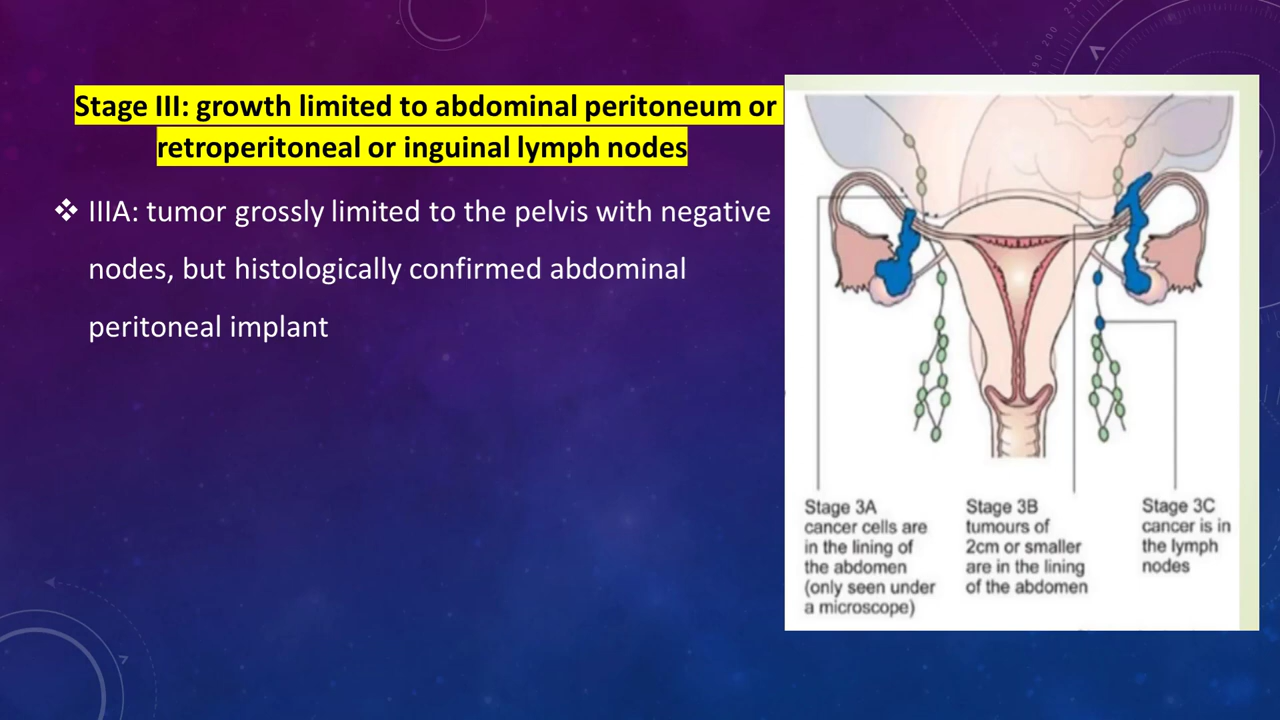 Stage III: growth limited to abdominal peritoneum or
retroperitoneal or inguinal lymph nodes
❖ IIIA: tumor grossly limited to the pelvis with negative
nodes, but histologically confirmed abdominal
peritoneal implant
Stage 3A
cancer cells are
in the lining of
the abdomen
(only seen under
a microscope)
Stage 3B
tumours of
2cm or smaller
are in the lining
of the abdomen
Stage 3C
cancer is in
the lymph
nodes